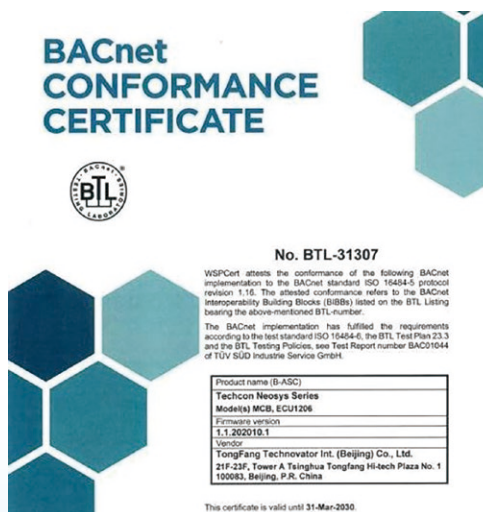 BACnet
CONFORMANCE
CERTIFICATE
BACnet
TESTING LABORATORIES
BTL
®
No. BTL-31307
WSPCert attests the conformance of the following BACnet
implementation to the BACnet standard ISO 16484-5 protocol
revision 1.16. The attested conformance refers to the BACnet
Interoperability Building Blocks (BIBBs) listed on the BTL Listing
bearing the above-mentioned BTL-number.
The BACnet implementation has fulfilled the requirements
according to the test standard ISO 16484-6, the BTL Test Plan 23.3
and the BTL Testing Policies, see Test Report number BAC01044
of TÜV SÜD Industrie Service GmbH.
Product name (B-ASC)
Techcon Neosys Series
Model(s) MCB, ECU1206
Firmware version
1.1.202010.1
Vendor
TongFang Technovator Int. (Beijing) Co., Ltd.
21F-23F, Tower A Tsinghua Tongfang Hi-tech Plaza No. 1
100083, Beijing, P.R. China
This certificate is valid until 31-Mar-2030.